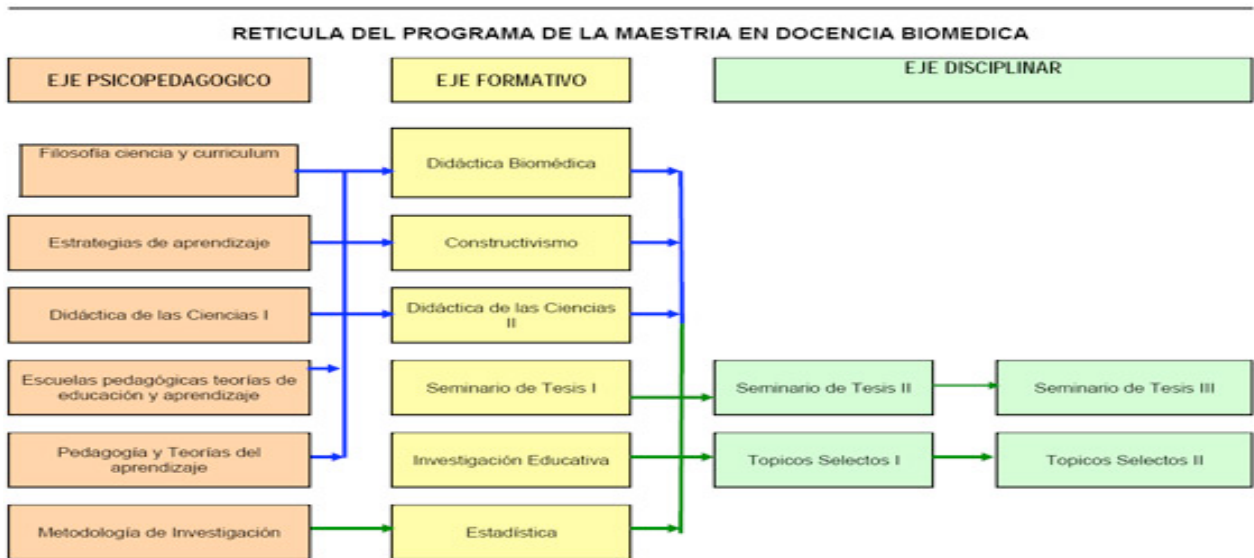 RETICULA DEL PROGRAMA DE LA MAESTRIA EN DOCENCIA BIOMEDICA
EJE PSICOPEDAGOGICO
EJE FORMATIVO
EJE DISCIPLINAR
Filosofía ciencia y curriculum
Didáctica Biomédica
Estrategias de aprendizaje
Constructivismo
Didáctica de las Ciencias I
Didáctica de las Ciencias
II
Escuelas pedagógicas teorías de
educación y aprendizaje
Seminario de Tesis I
Seminario de Tesis II
Seminario de Tesis III
Pedagogía y Teorías del
aprendizaje
Investigación Educativa
Topicos Selectos I
Topicos Selectos II
Metodología de Investigación
Estadística